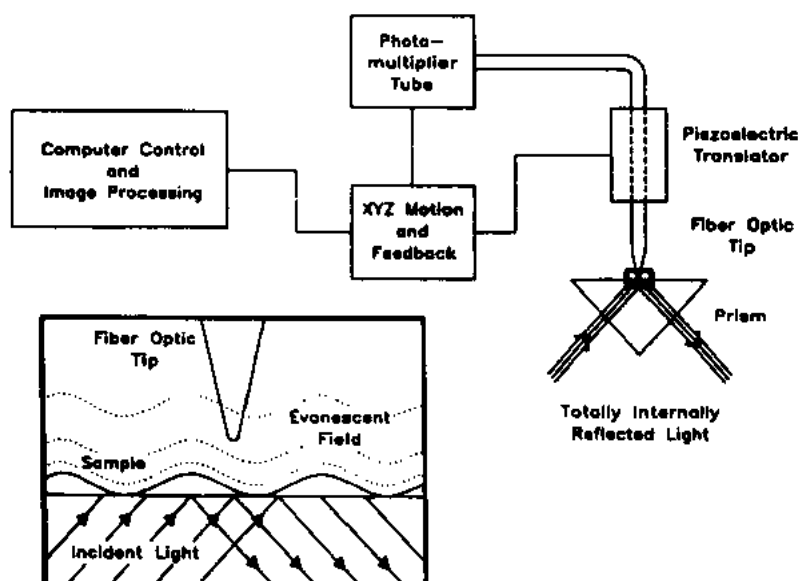 Photo-
multiplier
Tube
Computer Control
and
Image Processing
XYZ Motion
and
Feedback
Piezoelectric
Translator
Fiber Optic
Tip
Prism
Totally Internally
Reflected Light
Fiber Optic
Tip
Evanescent
Field
Sample
Incident Light